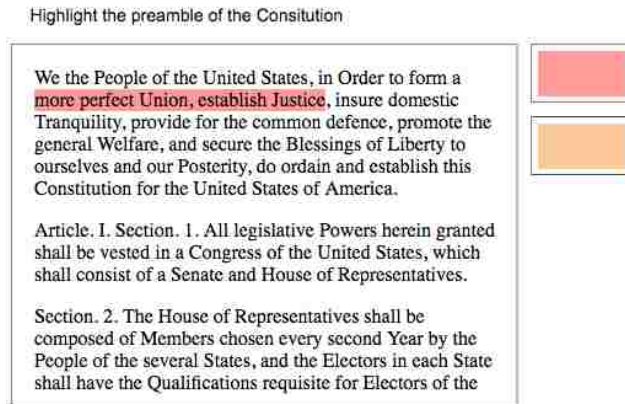 Highlight the preamble of the Consitution
We the People of the United States, in Order to form a
more perfect Union, establish Justice, insure domestic
Tranquility, provide for the common defence, promote the
general Welfare, and secure the Blessings of Liberty to
ourselves and our Posterity, do ordain and establish this
Constitution for the United States of America.
Article. I. Section. 1. All legislative Powers herein granted
shall be vested in a Congress of the United States, which
shall consist of a Senate and House of Representatives.
Section. 2. The House of Representatives shall be
composed of Members chosen every second Year by the
People of the several States, and the Electors in each State
shall have the Qualifications requisite for Electors of the